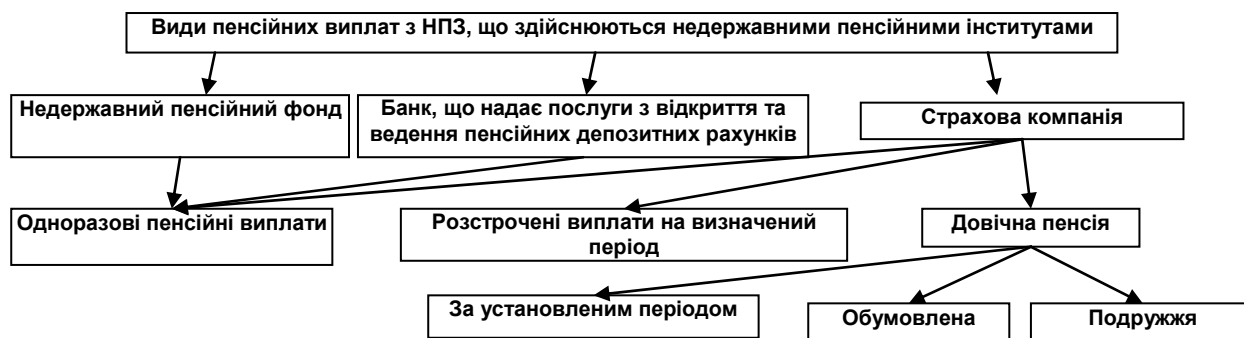 Види пенсійних виплат з НПЗ, що здійснюються недержавними пенсійними інститутами
Недержавний пенсійний фонд
Банк, що надає послуги з відкриття та
ведення пенсійних депозитних рахунків
Страхова компанія
Одноразові пенсійні виплати
Розстрочені виплати на визначений
період
Довічна пенсія
За установленим періодом
Обумовлена
Подружжя